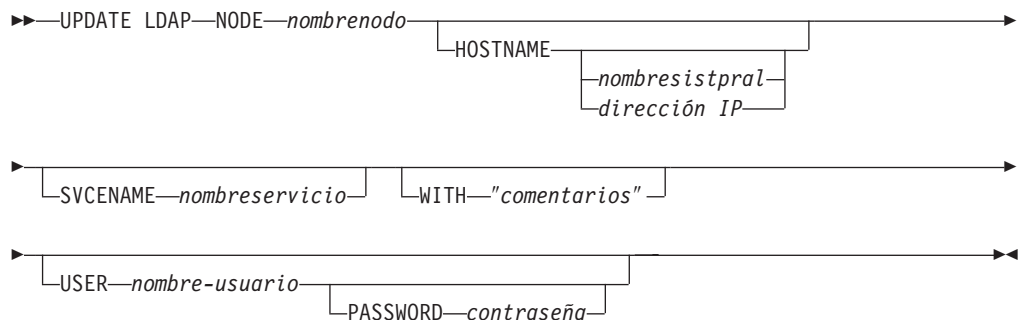 UPDATE LDAP NODE nombrenodo
HOSTNAME
nombresistpral
dirección IP
SVCENAME nombreservicio WITH "comentarios"
USER nombre-usuario
PASSWORD contraseña